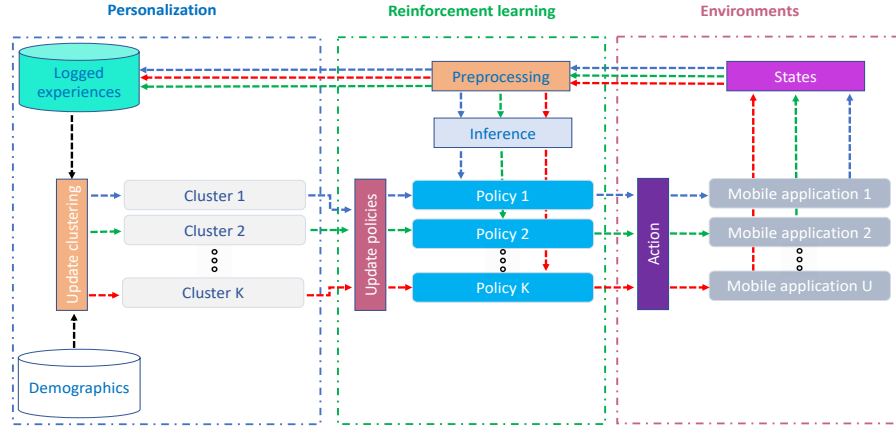 Personalization
Reinforcement learning
Environments
Logged
experiences
Preprocessing
States
Inference
Update clustering
Cluster 1
Cluster 2
Cluster K
Update policies
Policy 1
Policy 2
Policy K
Action
Mobile application 1
Mobile application 2
Mobile application U
Demographics